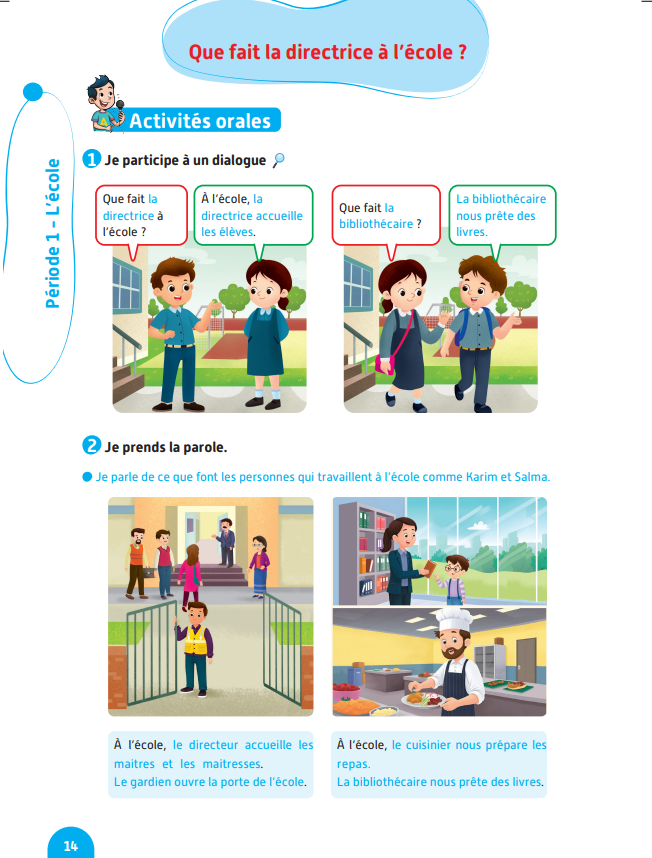 Que fait la directrice à l'école ?
Période 1 - L'école
Activités orales
1 Je participe à un dialogue
Que fait la
directrice à
l'école ?
À l'école, la
directrice accueille
les élèves.
Que fait la
bibliothécaire ?
La bibliothécaire
nous prête des
livres.
2 Je prends la parole.
Je parle de ce que font les personnes qui travaillent à l'école comme Karim et Salma.
À l'école, le directeur accueille les
maitres et les maitresses.
Le gardien ouvre la porte de l'école.
À l'école, le cuisinier nous prépare les
repas.
La bibliothécaire nous prête des livres.
14